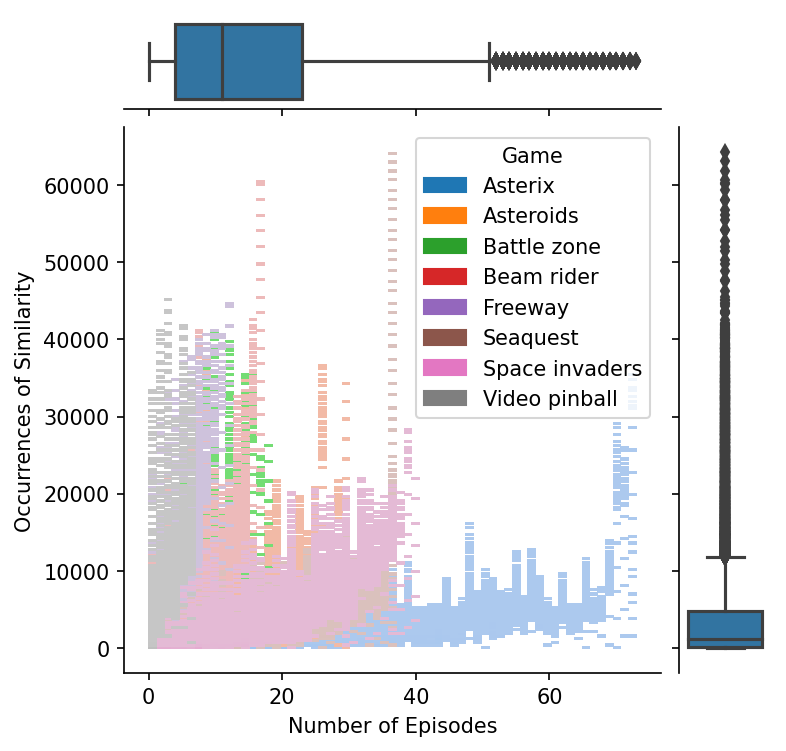 Game
Asterix
Asteroids
Battle zone
Beam rider
Freeway
Seaquest
Space invaders
Video pinball
60000
50000
40000
30000
20000
10000
0
Occurrences of Similarity
0 20 40 60
Number of Episodes